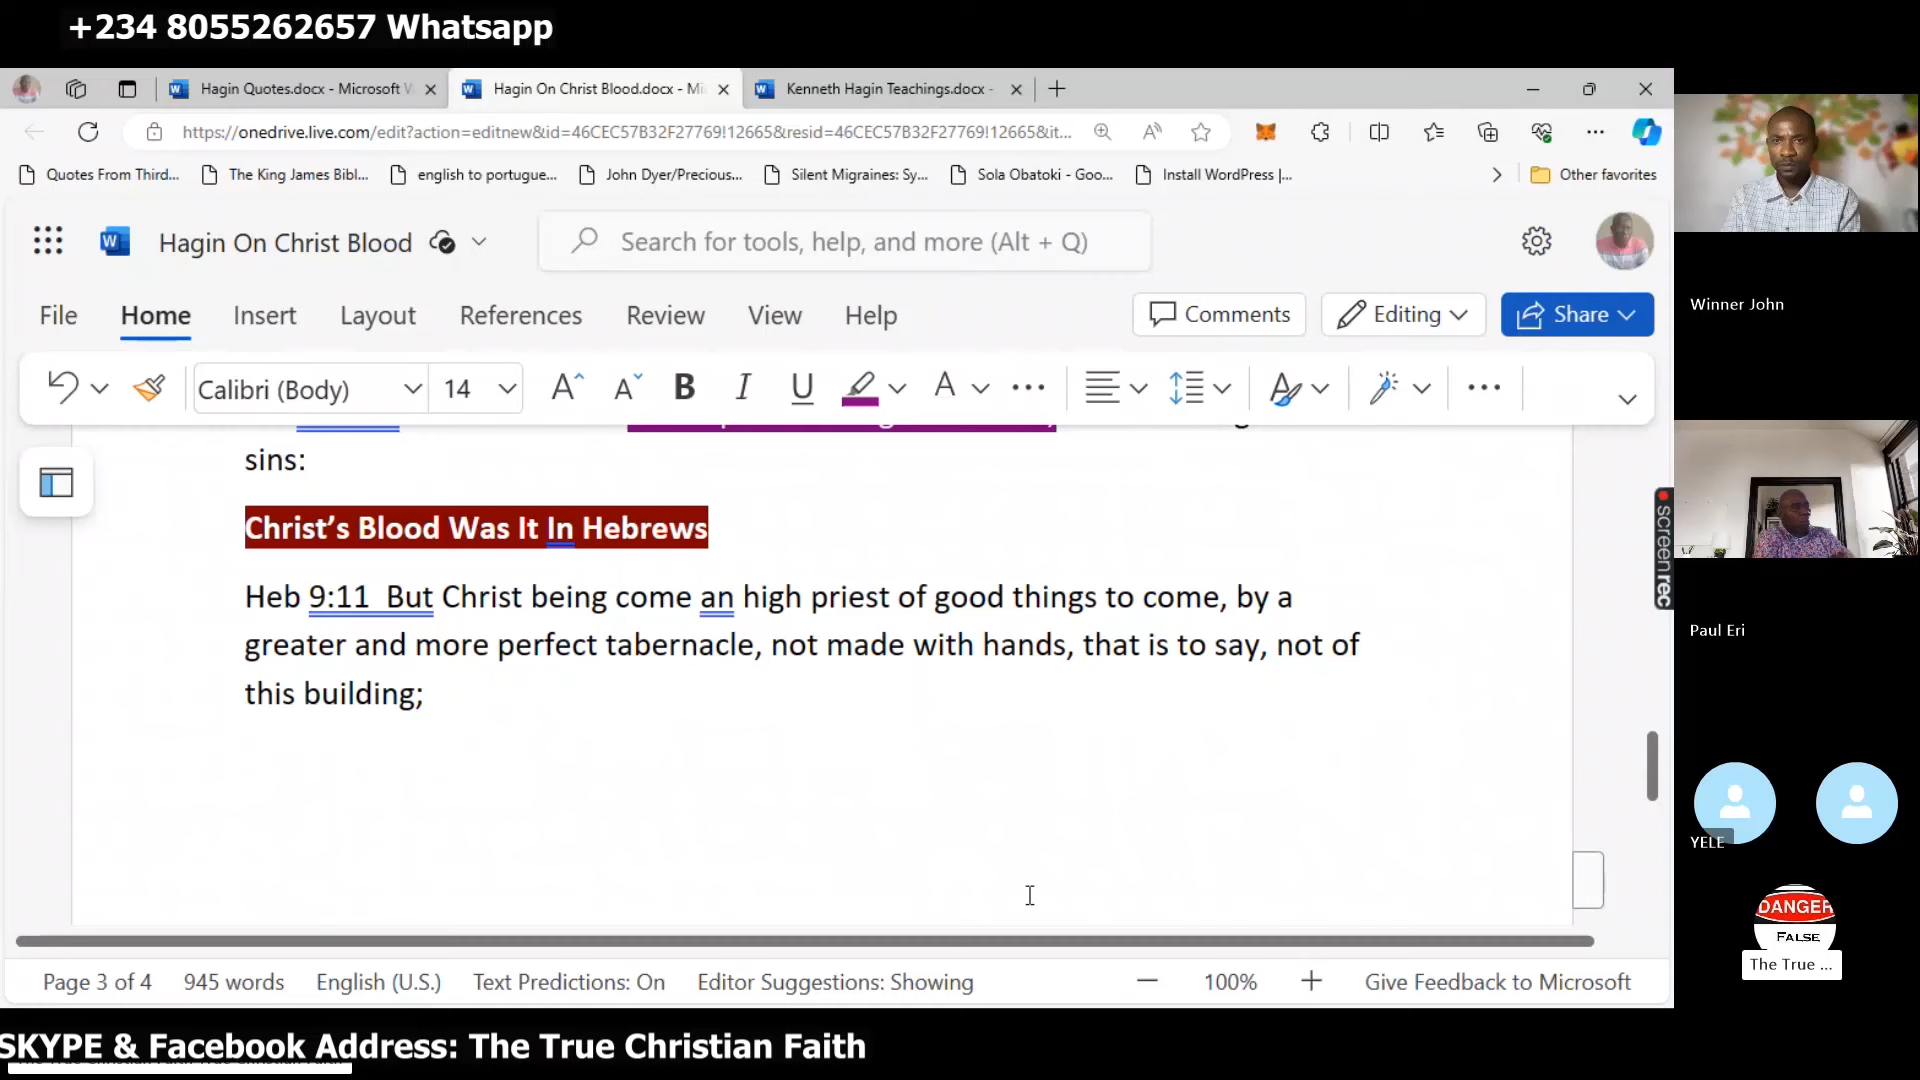 +234 8055262657 Whatsapp
Hagin Quotes.docx - Microsoft
Hagin On Christ Blood.docx - Mi
Kenneth Hagin Teachings.docx -
https://onedrive.live.com/edit?action=editnew&id=46CEC57B32F27769!12665&resid=46CEC57B32F27769!12665&it...
Quotes From Third...
The King James Bibl...
english to portugue...
John Dyer/Precious...
Silent Migraines: Sy...
Sola Obatoki - Goo...
Install WordPress |...
Other favorites
Hagin On Christ Blood
Search for tools, help, and more (Alt + Q)
File Home Insert Layout References Review View Help
Comments
Editing
Share
Calibri (Body)
14
sins:
Christ’s Blood Was It In Hebrews
Heb 9:11  But Christ being come an high priest of good things to come, by a
greater and more perfect tabernacle, not made with hands, that is to say, not of
this building;
Page 3 of 4
945 words
English (U.S.)
Text Predictions: On
Editor Suggestions: Showing
100%
Give Feedback to Microsoft
screenrec
Winner John
Paul Eri
YELE
DANGER
FALSE
The True ...
SKYPE & Facebook Address: The True Christian Faith